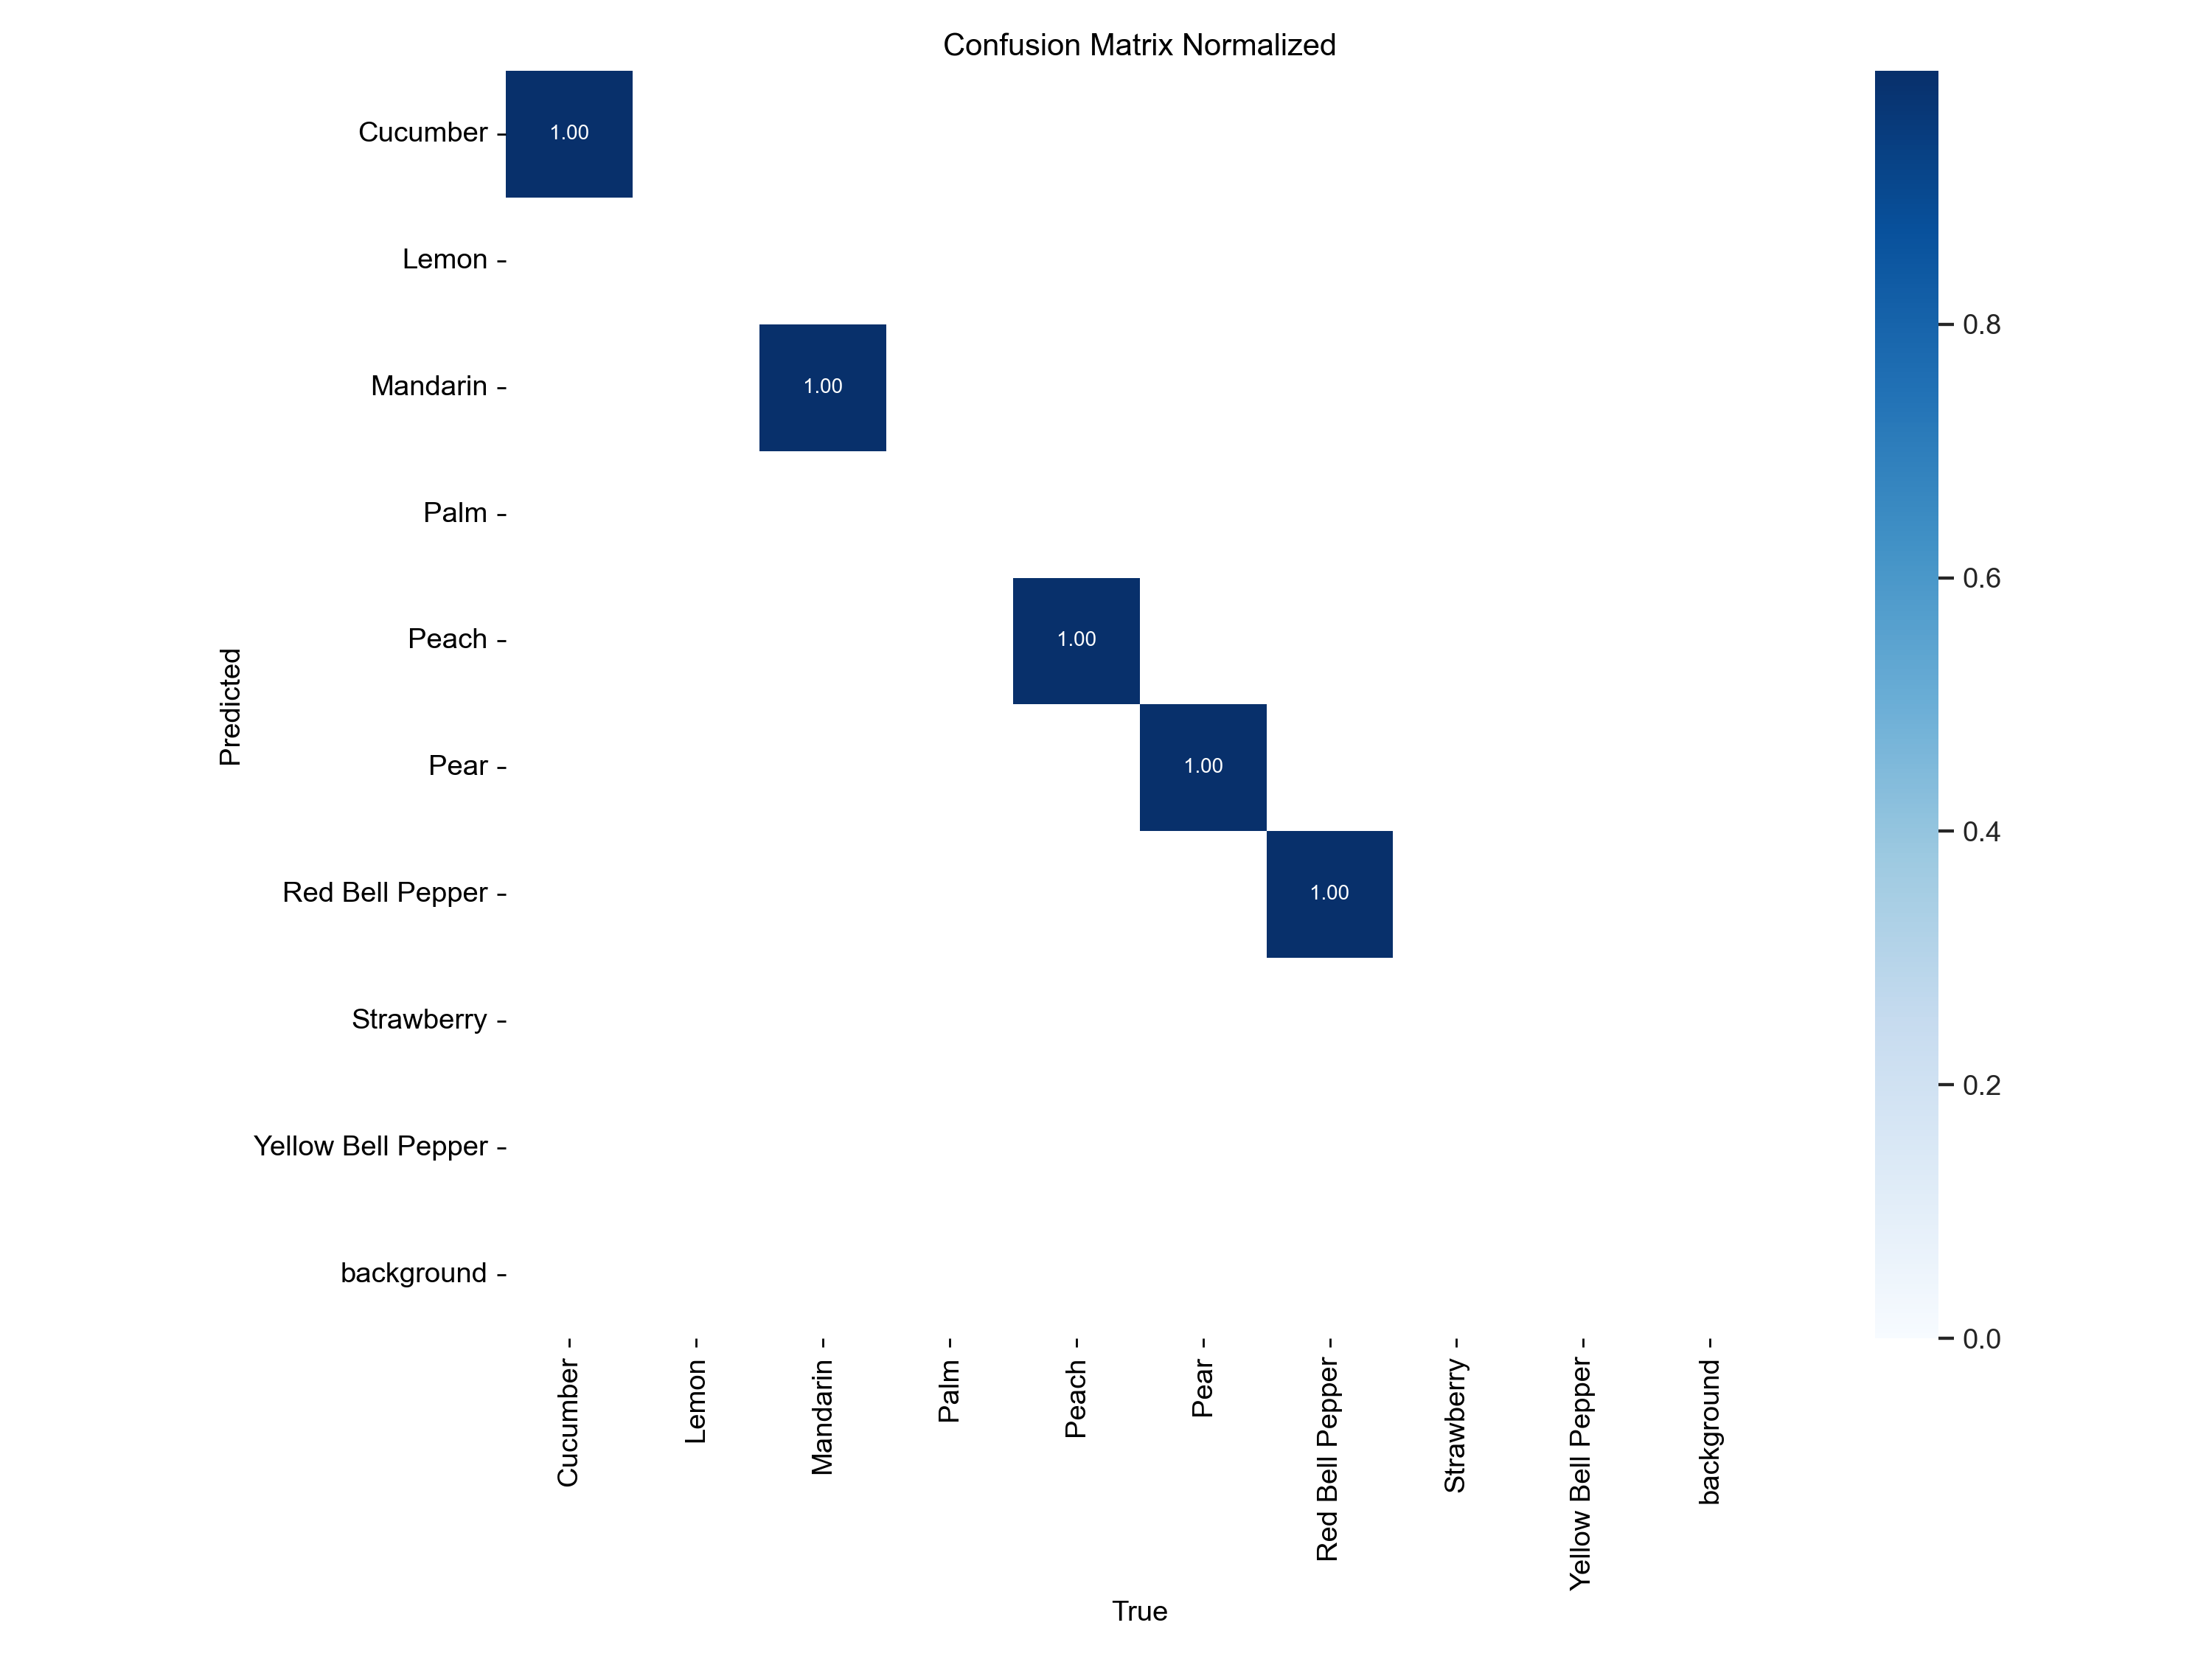 Confusion Matrix Normalized
Cucumber
Lemon
Mandarin
Palm
Peach
Pear
Red Bell Pepper
Strawberry
Yellow Bell Pepper
background
Predicted
1.00
1.00
1.00
1.00
1.00
Cucumber
Lemon
Mandarin
Palm
Peach
Pear
Red Bell Pepper
Strawberry
Yellow Bell Pepper
background
True
0.8
0.6
0.4
0.2
0.0